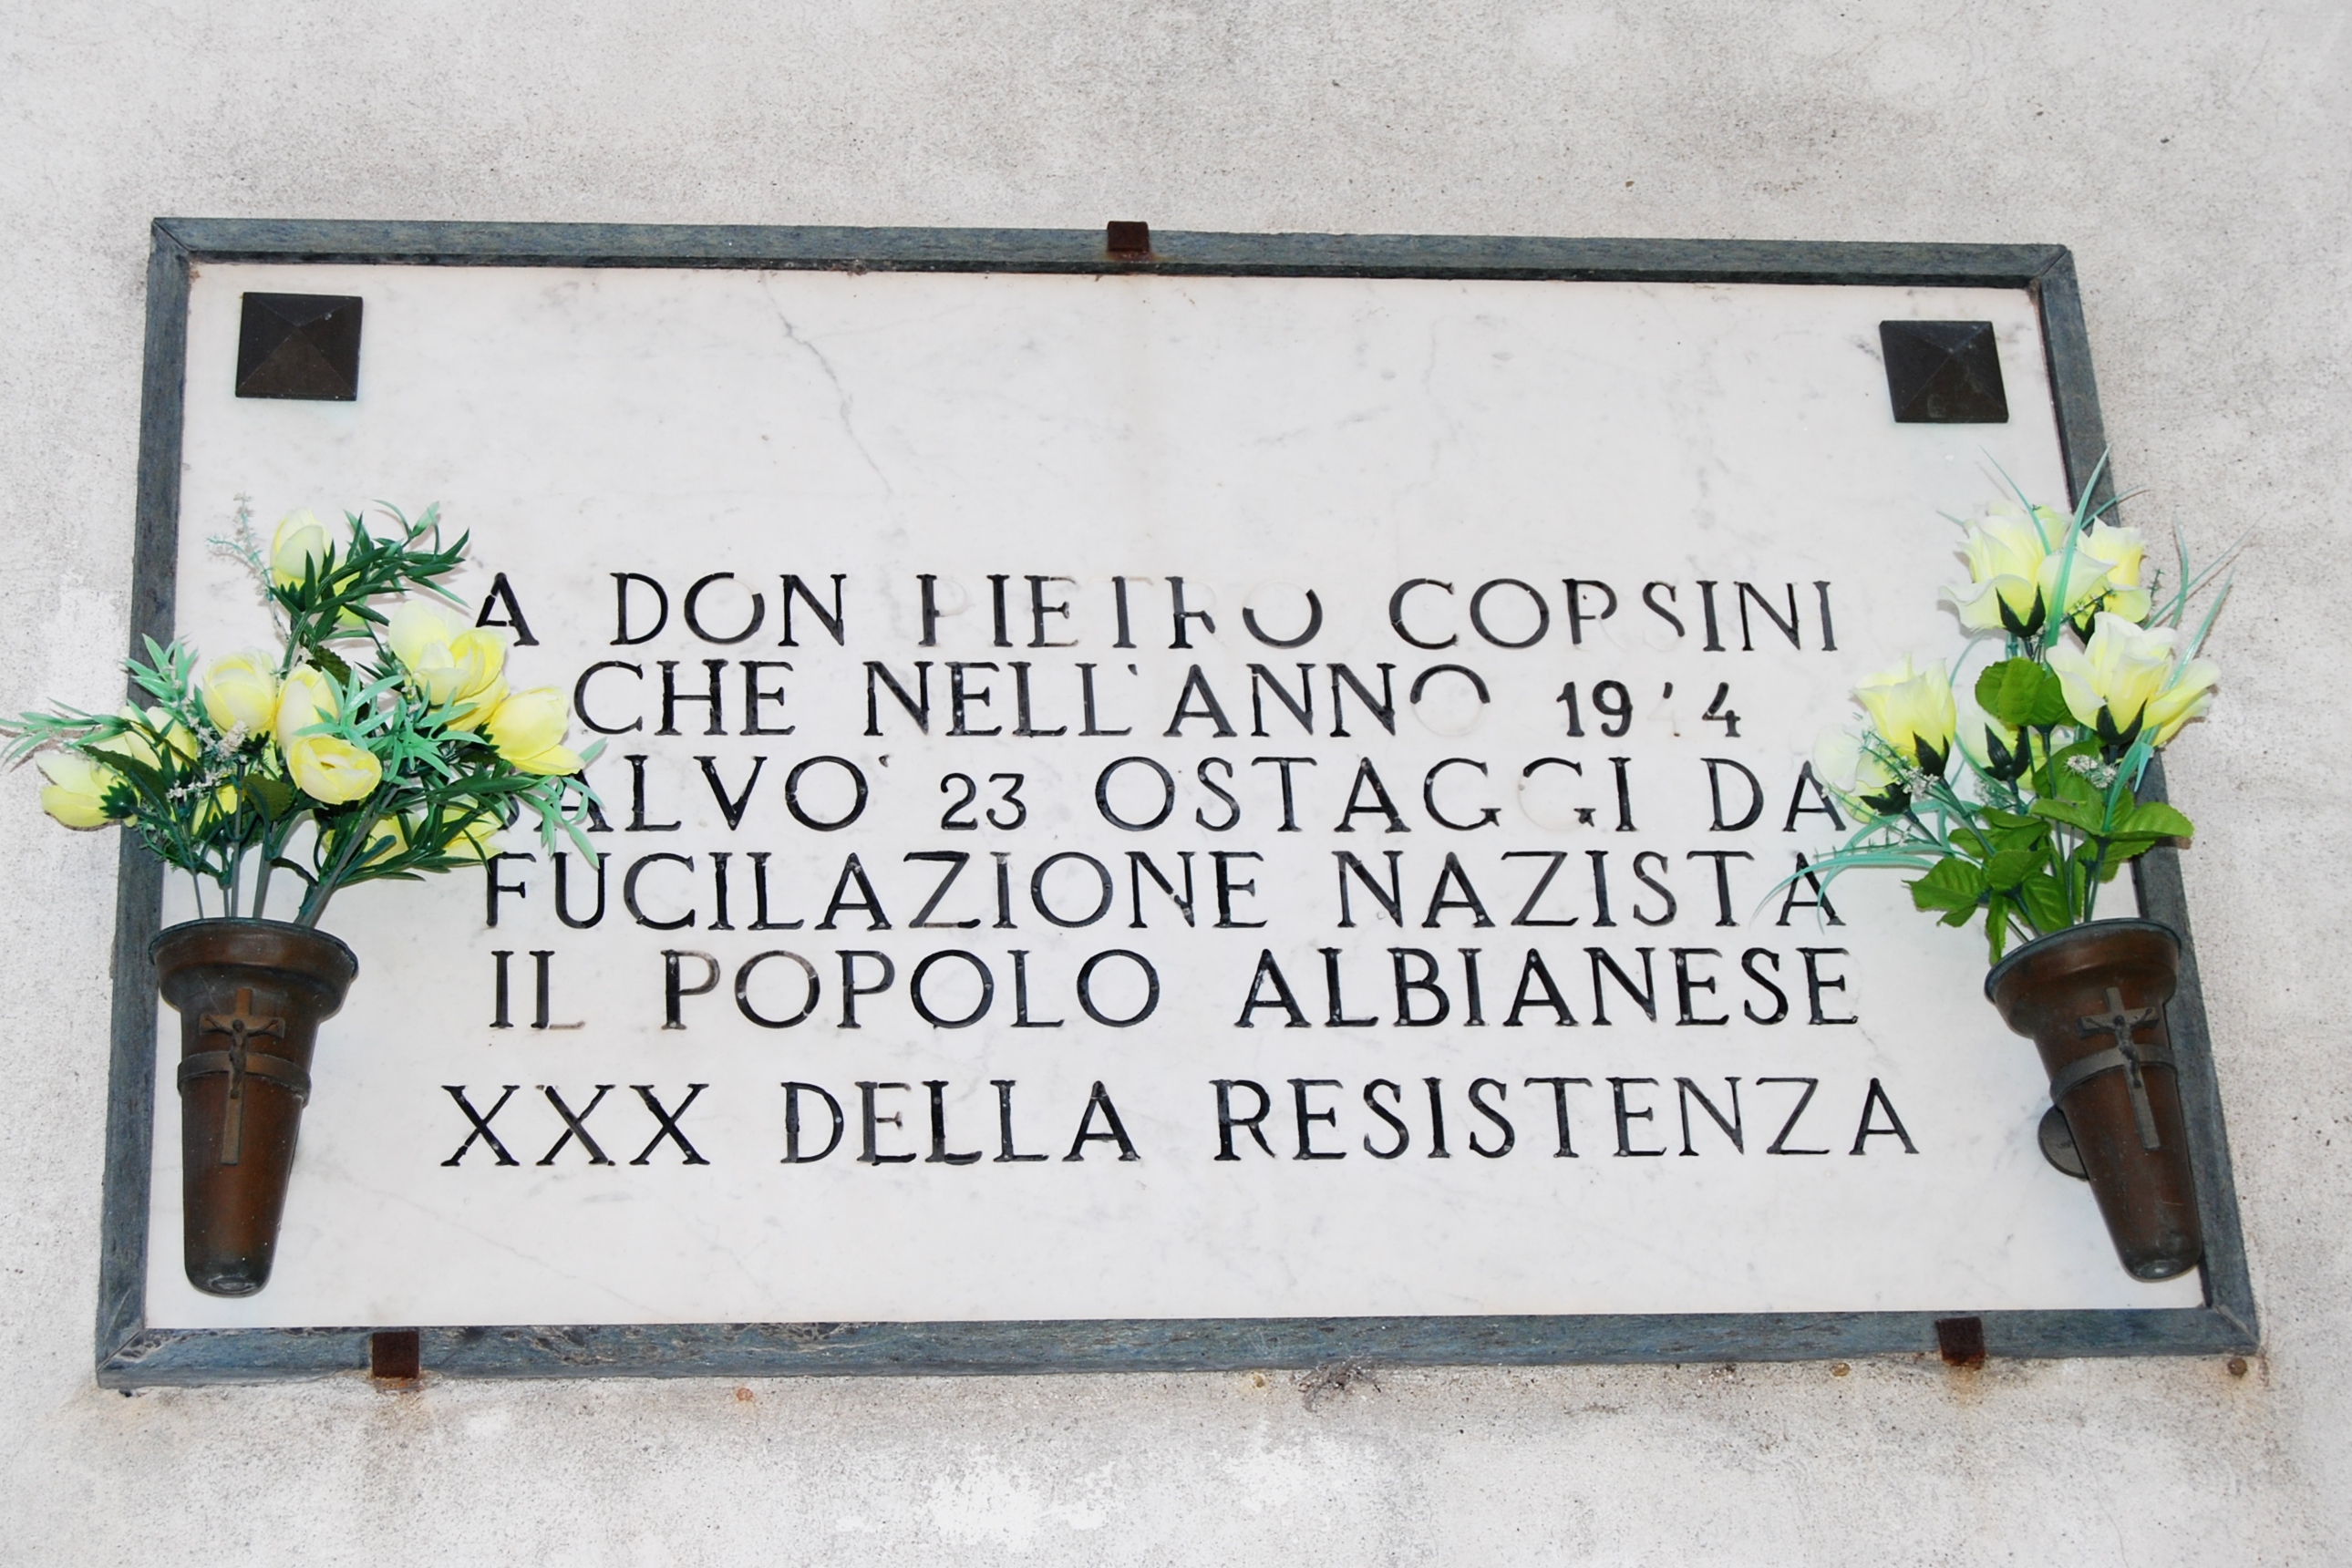 A DON PIETRO CORSINI
CHE NELL'ANNO 1944
SALVO' 23 OSTAGGI DA
FUCILAZIONE NAZISTA
IL POPOLO ALBIANESE
XXX DELLA RESISTENZA